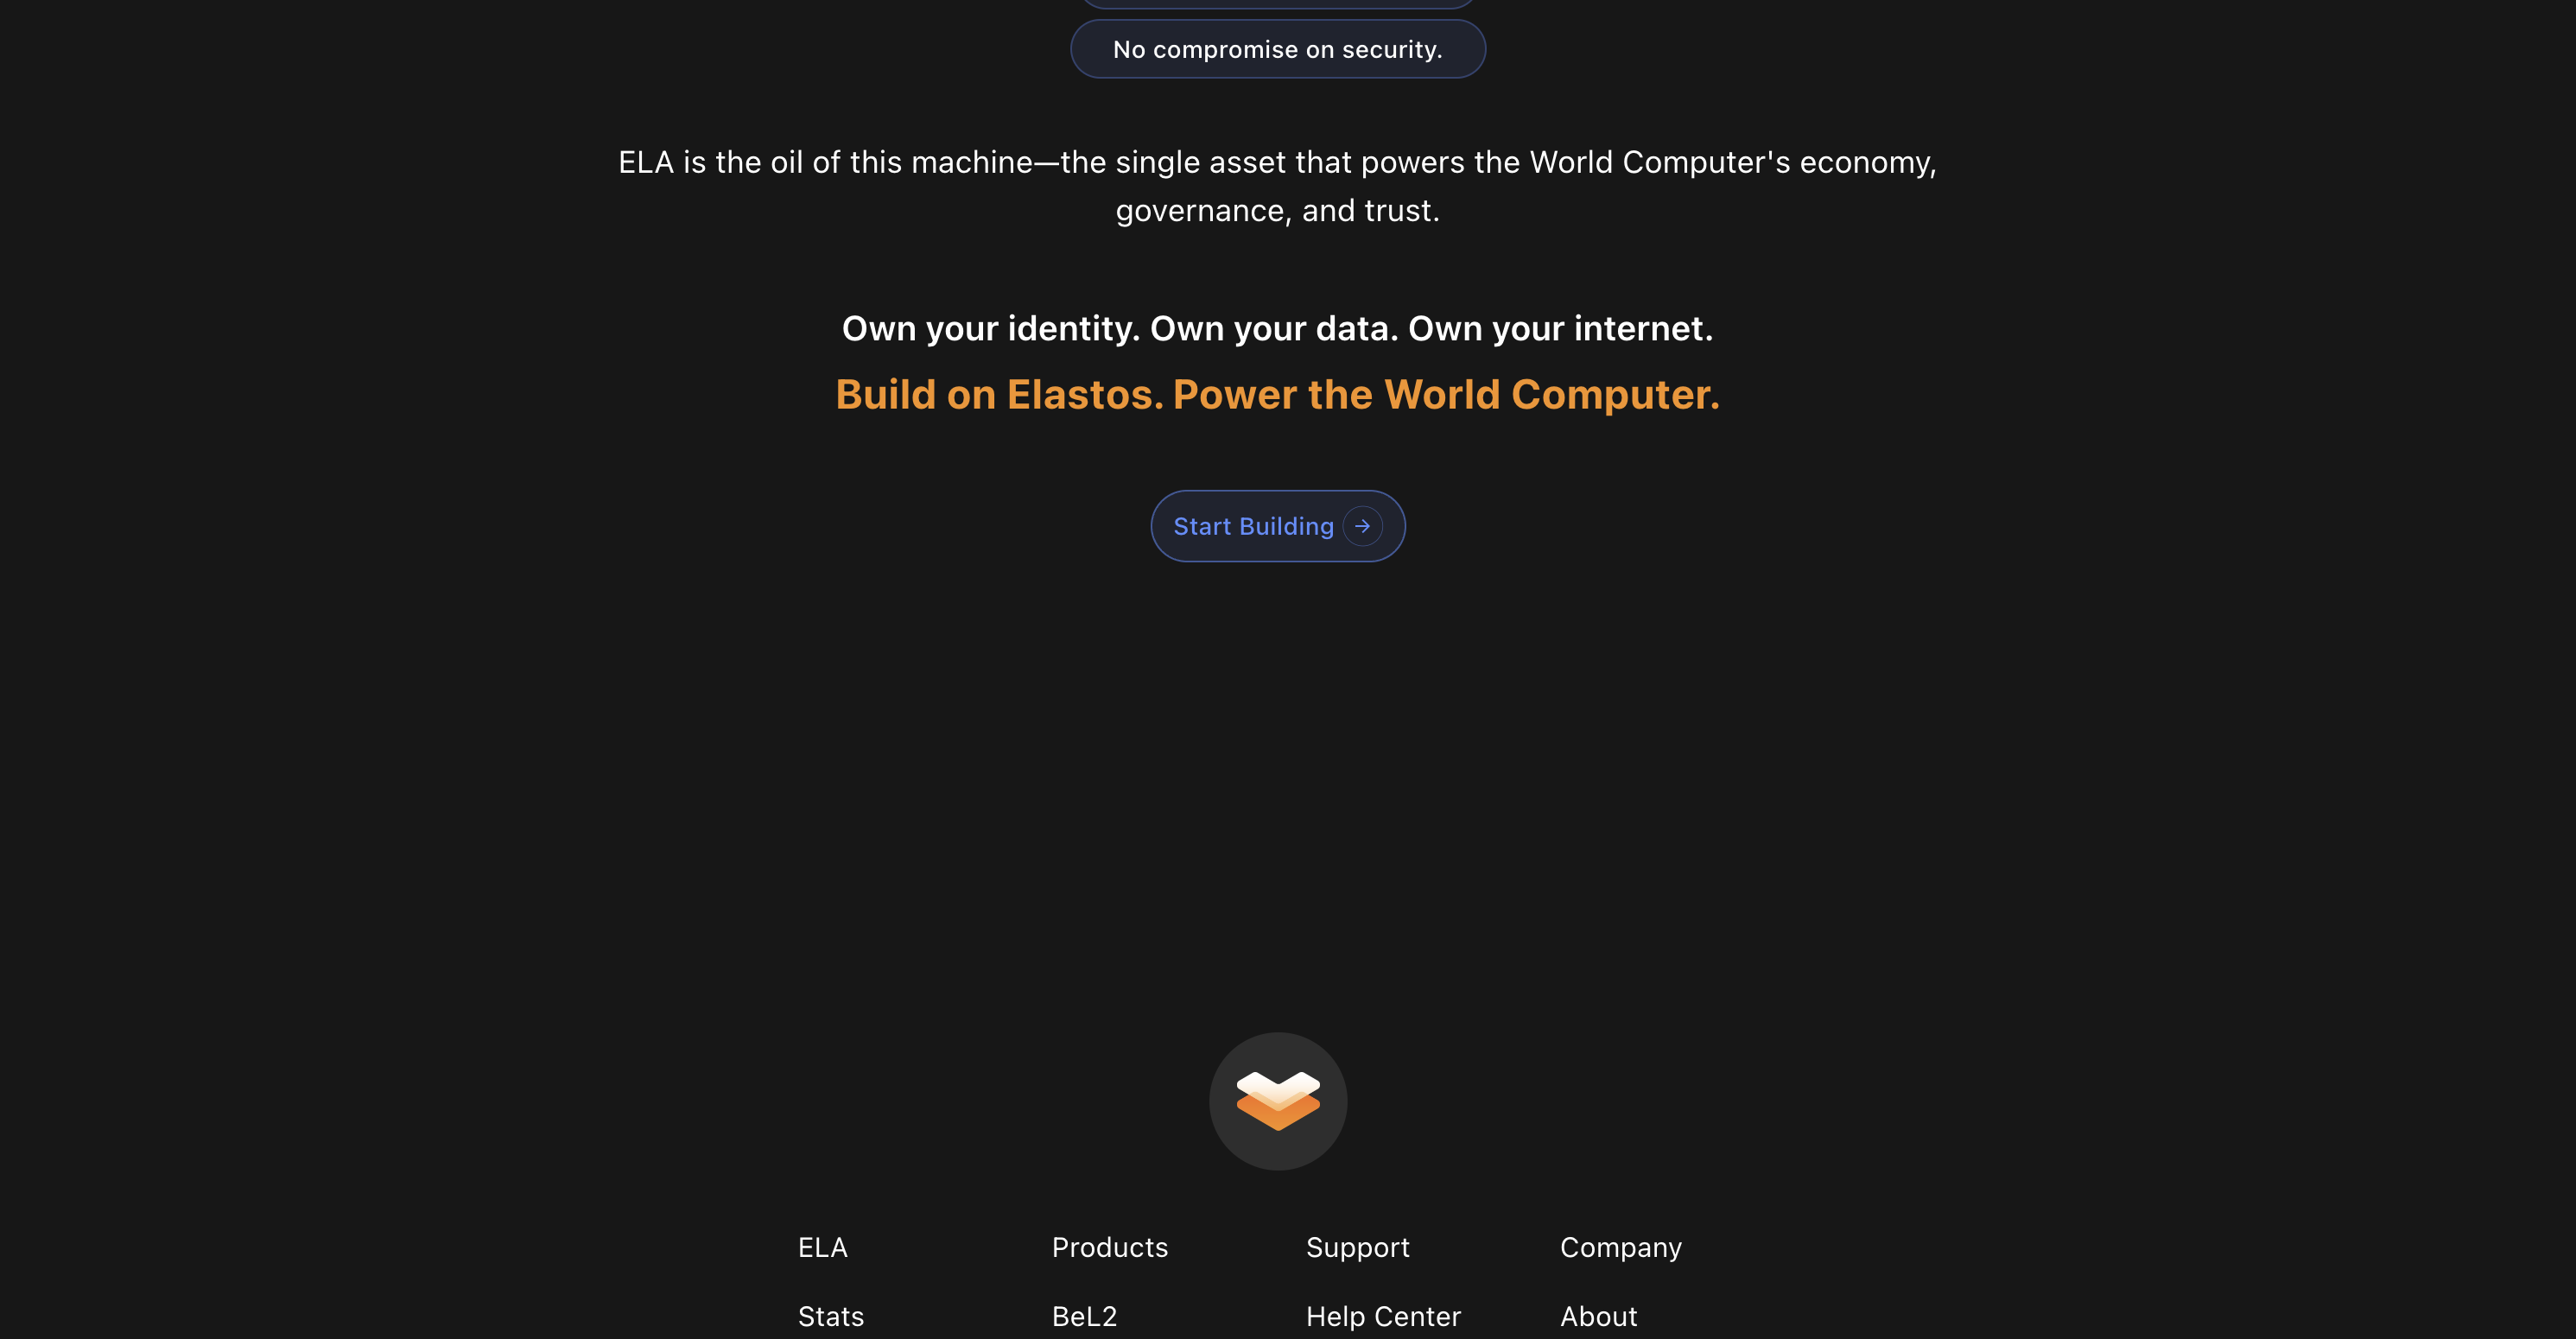 No compromise on security.
ELA is the oil of this machine—the single asset that powers the World Computer's economy,
governance, and trust.
Own your identity. Own your data. Own your internet.
Build on Elastos. Power the World Computer.
Start Building
ELA
Products
Support
Company
Stats
BeL2
Help Center
About